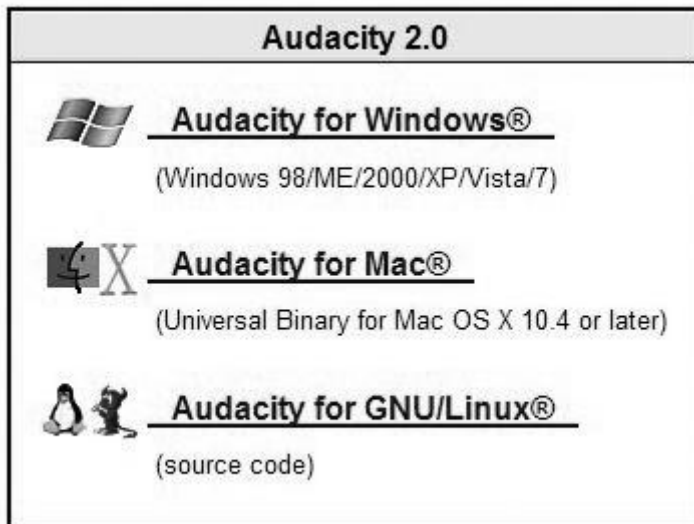 Audacity 2.0
Audacity for Windows®
(Windows 98/ME/2000/XP/Vista/7)
X
Audacity for Mac®
(Universal Binary for Mac OS X 10.4 or later)
Audacity for GNU/Linux®
(source code)